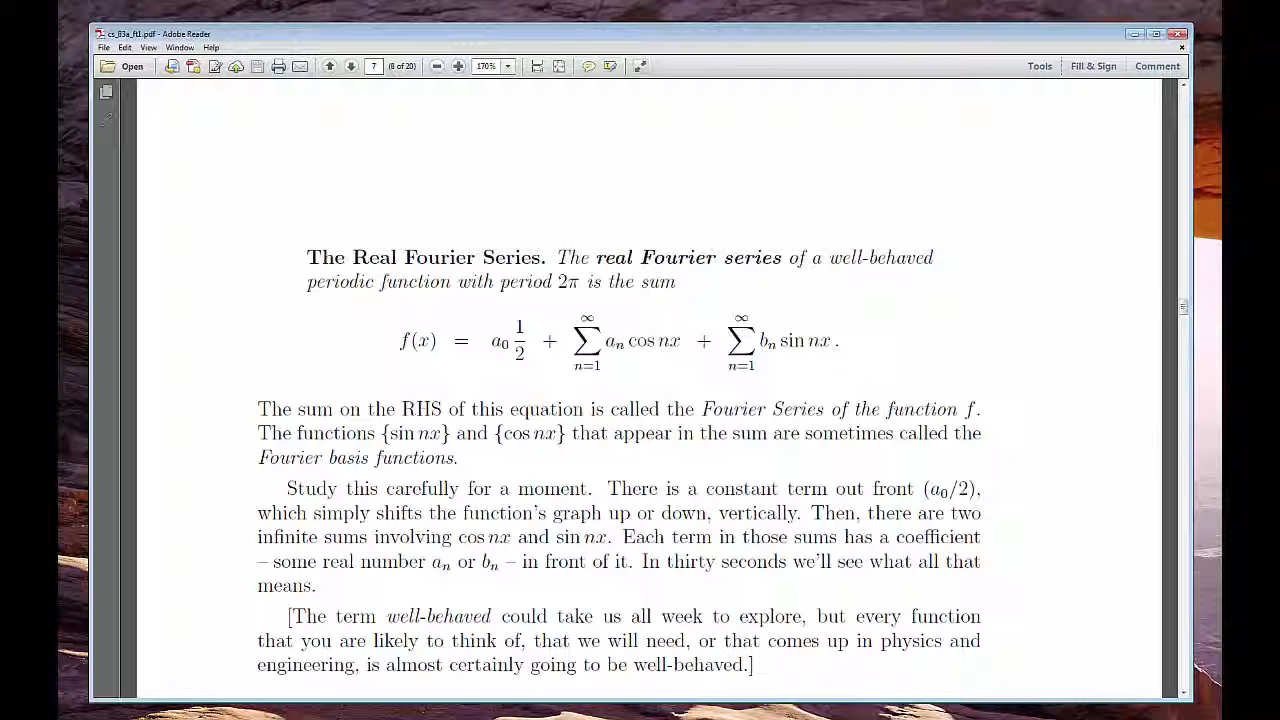 cs_83a_ft1.pdf - Adobe Reader
File Edit View Window Help
Open 7 (8 of 20) 170% Tools Fill & Sign Comment
The Real Fourier Series. The real Fourier series of a well-behaved
periodic function with period 2π is the sum
f(x) = a₀ 1/2 + ∑_{n=1}^{∞} aₙ cos nx + ∑_{n=1}^{∞} bₙ sin nx .
The sum on the RHS of this equation is called the Fourier Series of the function f.
The functions {sin nx} and {cos nx} that appear in the sum are sometimes called the
Fourier basis functions.
Study this carefully for a moment. There is a constant term out front (a₀/2),
which simply shifts the function's graph up or down, vertically. Then, there are two
infinite sums involving cos nx and sin nx. Each term in those sums has a coefficient
– some real number aₙ or bₙ – in front of it. In thirty seconds we'll see what all that
means.
[The term well-behaved could take us all week to explore, but every function
that you are likely to think of, that we will need, or that comes up in physics and
engineering, is almost certainly going to be well-behaved.]